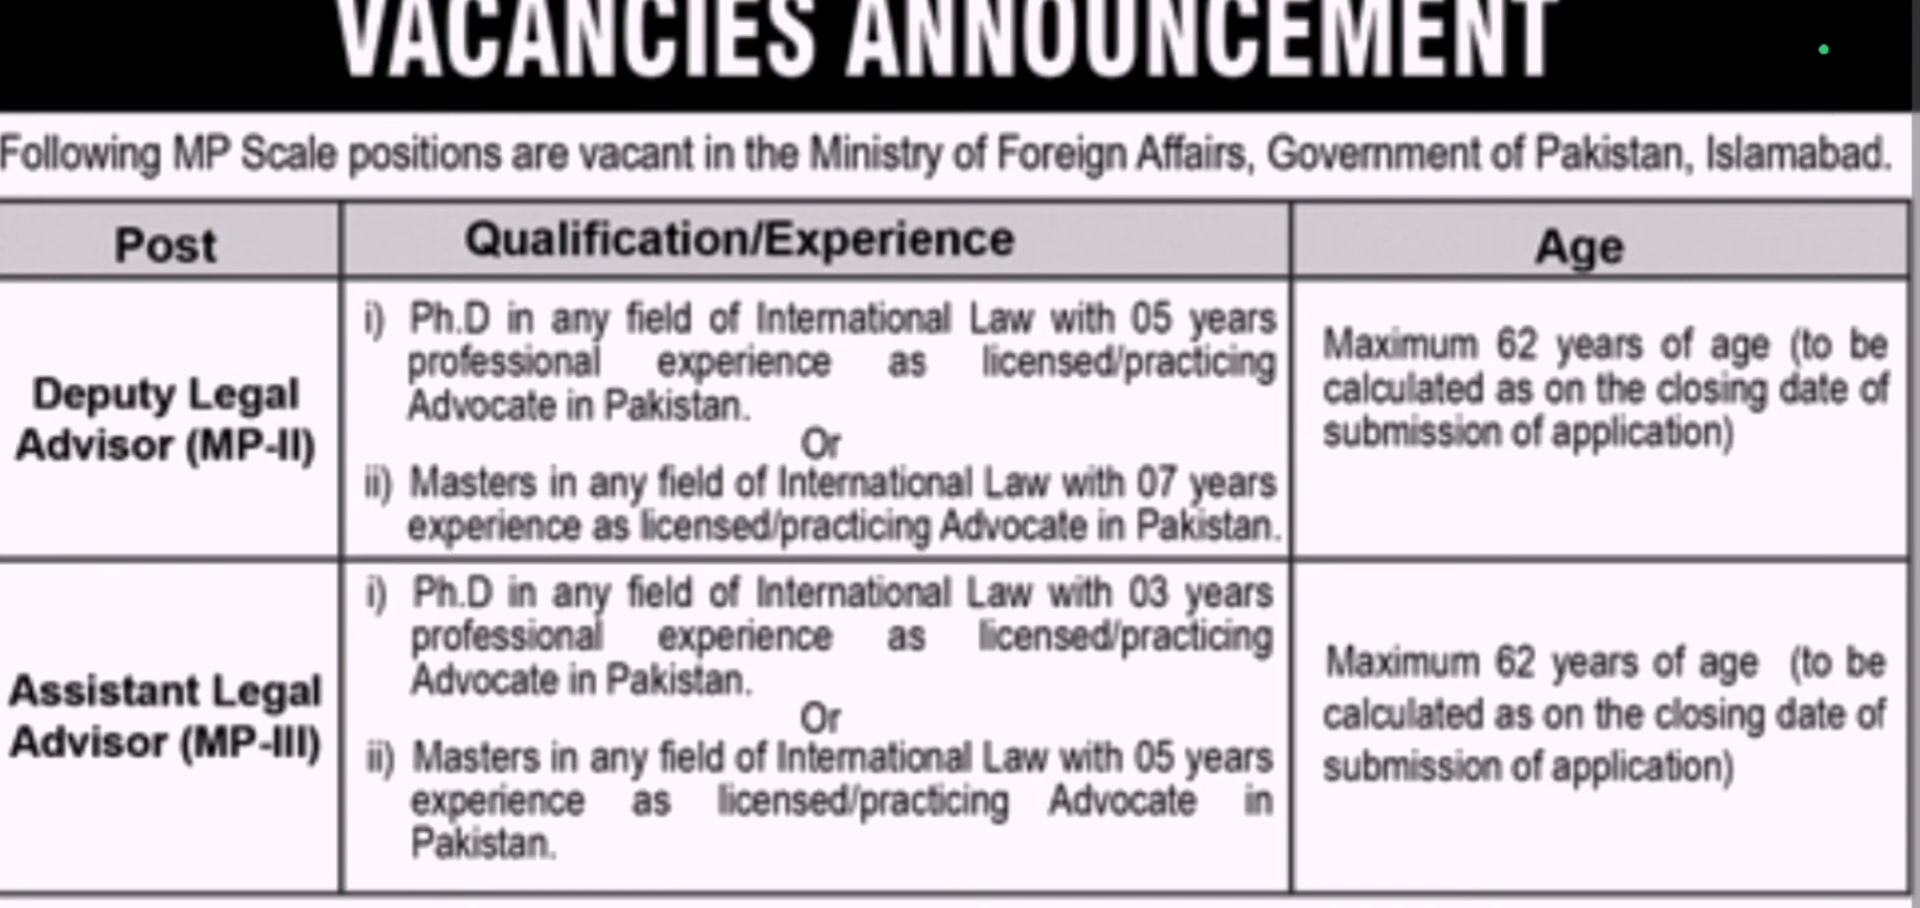 VACANCIES ANNOUNCEMENT
Following MP Scale positions are vacant in the Ministry of Foreign Affairs, Government of Pakistan, Islamabad.
Post
Qualification/Experience
Age
Deputy Legal
Advisor (MP-II)
i) Ph.D in any field of International Law with 05 years
professional experience as licensed/practicing
Advocate in Pakistan.
Or
ii) Masters in any field of International Law with 07 years
experience as licensed/practicing Advocate in Pakistan.
Maximum 62 years of age (to be
calculated as on the closing date of
submission of application)
Assistant Legal
Advisor (MP-III)
i) Ph.D in any field of International Law with 03 years
professional experience as licensed/practicing
Advocate in Pakistan.
Or
ii) Masters in any field of International Law with 05 years
experience as licensed/practicing Advocate in
Pakistan.
Maximum 62 years of age (to be
calculated as on the closing date of
submission of application)